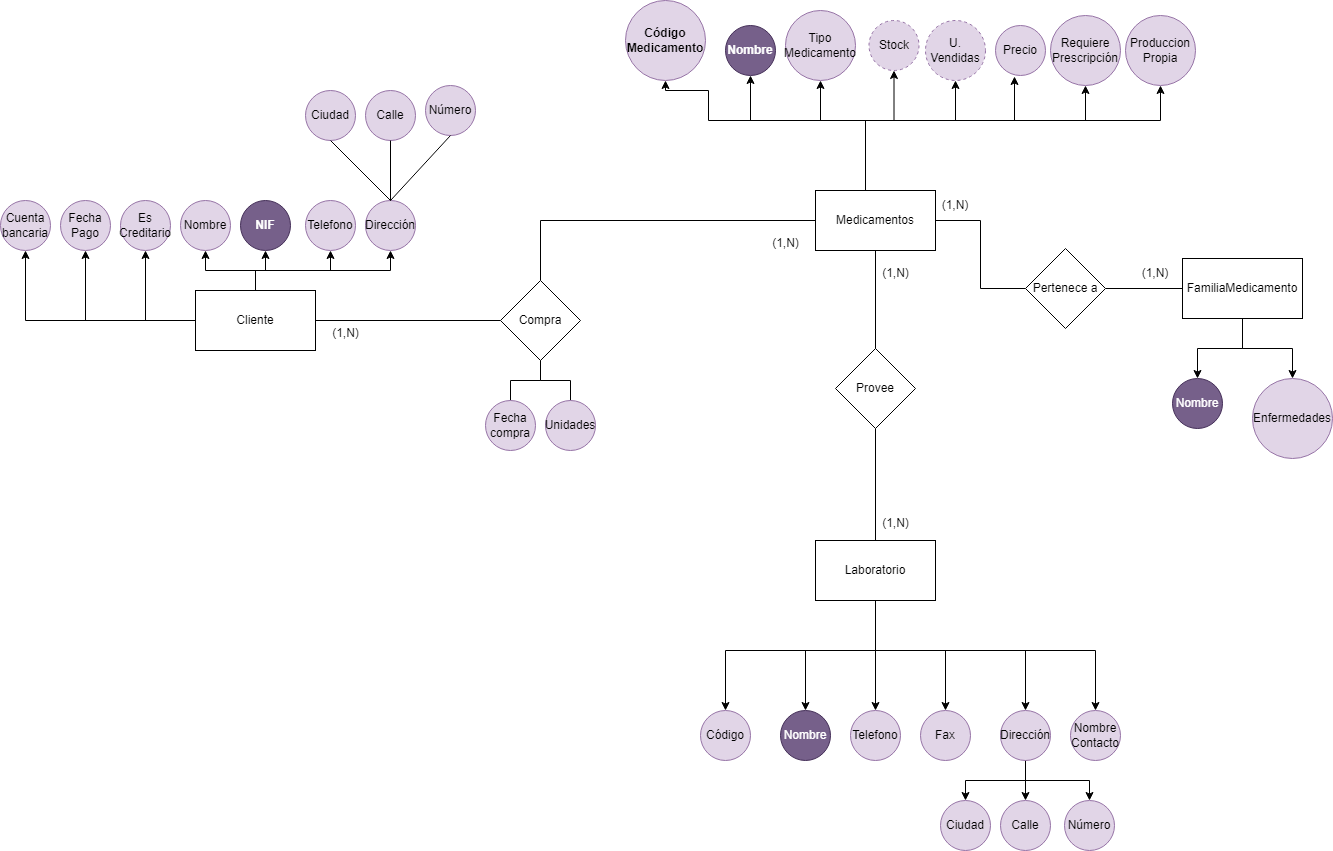 Código
Medicamento
Nombre
Tipo
Medicamento
Stock
U.
Vendidas
Precio
Requiere
Prescripción
Produccion
Propia
Ciudad
Calle
Número
Cuenta
bancaria
Fecha
Pago
Es
Creditario
Nombre
NIF
Telefono
Dirección
Medicamentos
(1,N)
(1,N)
(1,N)
Pertenece a
(1,N)
FamiliaMedicamento
Cliente
(1,N)
Compra
Provee
Nombre
Enfermedades
Fecha
compra
Unidades
(1,N)
Laboratorio
Código
Nombre
Telefono
Fax
Dirección
Nombre
Contacto
Ciudad
Calle
Número